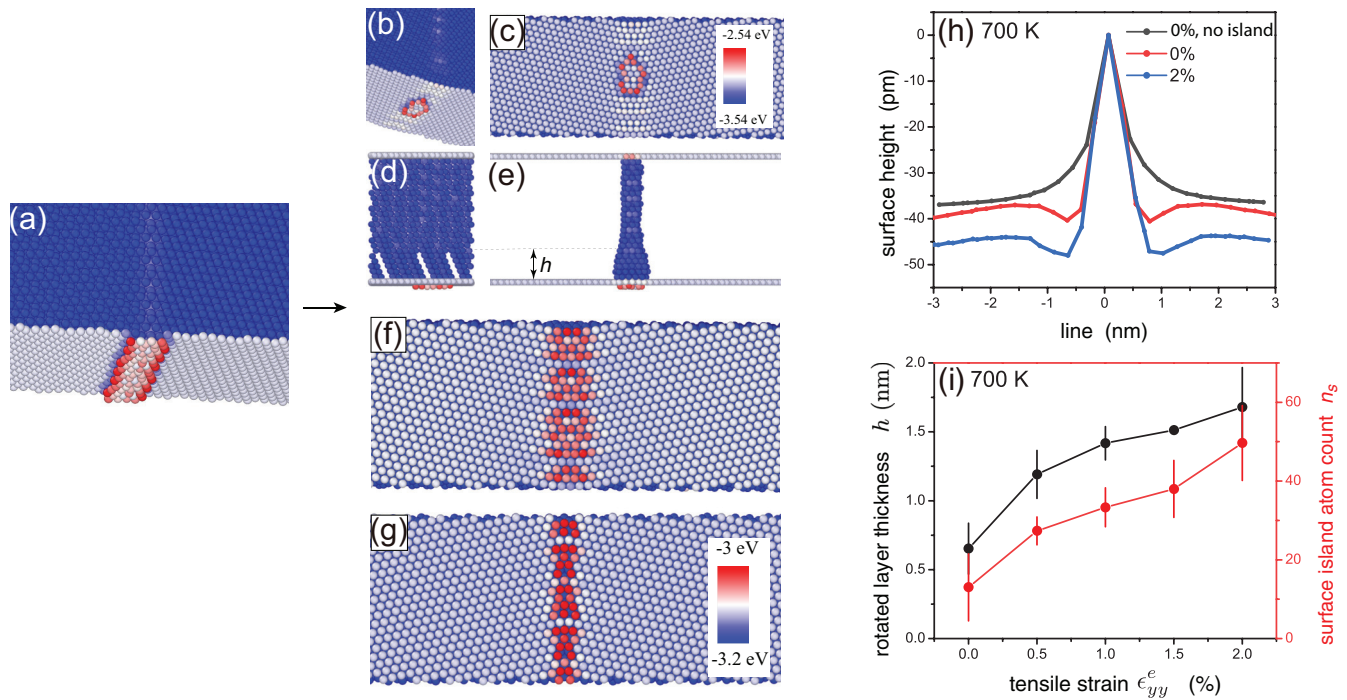 (a)
(b)
(c)
-2.54 eV
-3.54 eV
(d)
(e)
h
(f)
(g)
-3 eV
-3.2 eV
(h) 700 K
0%, no island
0%
2%
0
-10
-20
-30
-40
-50
surface height (pm)
-3 -2 -1 0 1 2 3
line (nm)
(i) 700 K
2.0
1.5
1.0
0.5
0.0
rotated layer thickness h (nm)
60
40
20
0
surface island atom count n_s
0.0 0.5 1.0 1.5 2.0
tensile strain ϵ^e_yy (%)